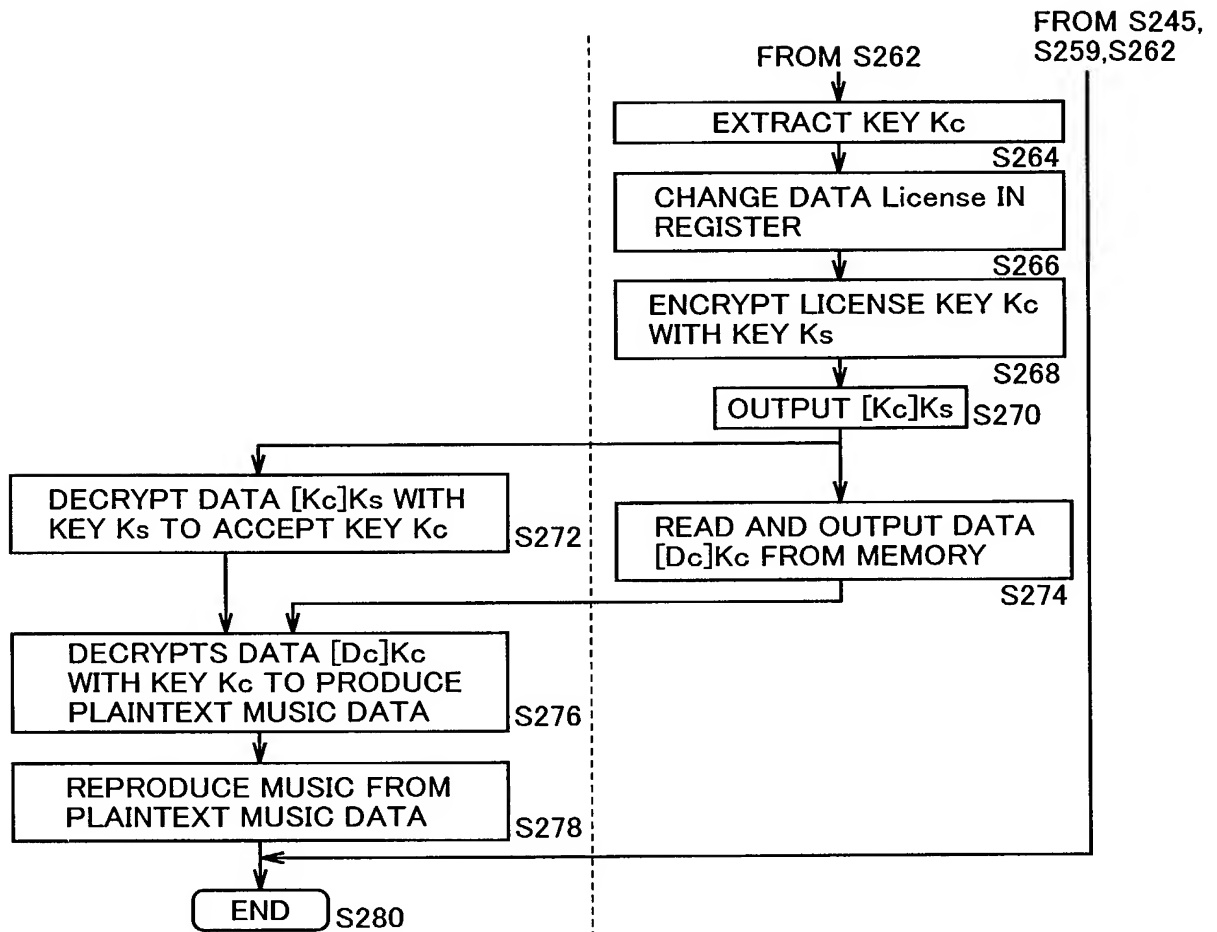 FROM S245,
S259,S262
FROM S262
EXTRACT KEY Kc
S264
CHANGE DATA License IN
REGISTER
S266
ENCRYPT LICENSE KEY Kc
WITH KEY Ks
S268
OUTPUT [Kc]Ks
S270
DECRYPT DATA [Kc]Ks WITH
KEY Ks TO ACCEPT KEY Kc
S272
READ AND OUTPUT DATA
[Dc]Kc FROM MEMORY
S274
DECRYPTS DATA [Dc]Kc
WITH KEY Kc TO PRODUCE
PLAINTEXT MUSIC DATA
S276
REPRODUCE MUSIC FROM
PLAINTEXT MUSIC DATA
S278
END
S280